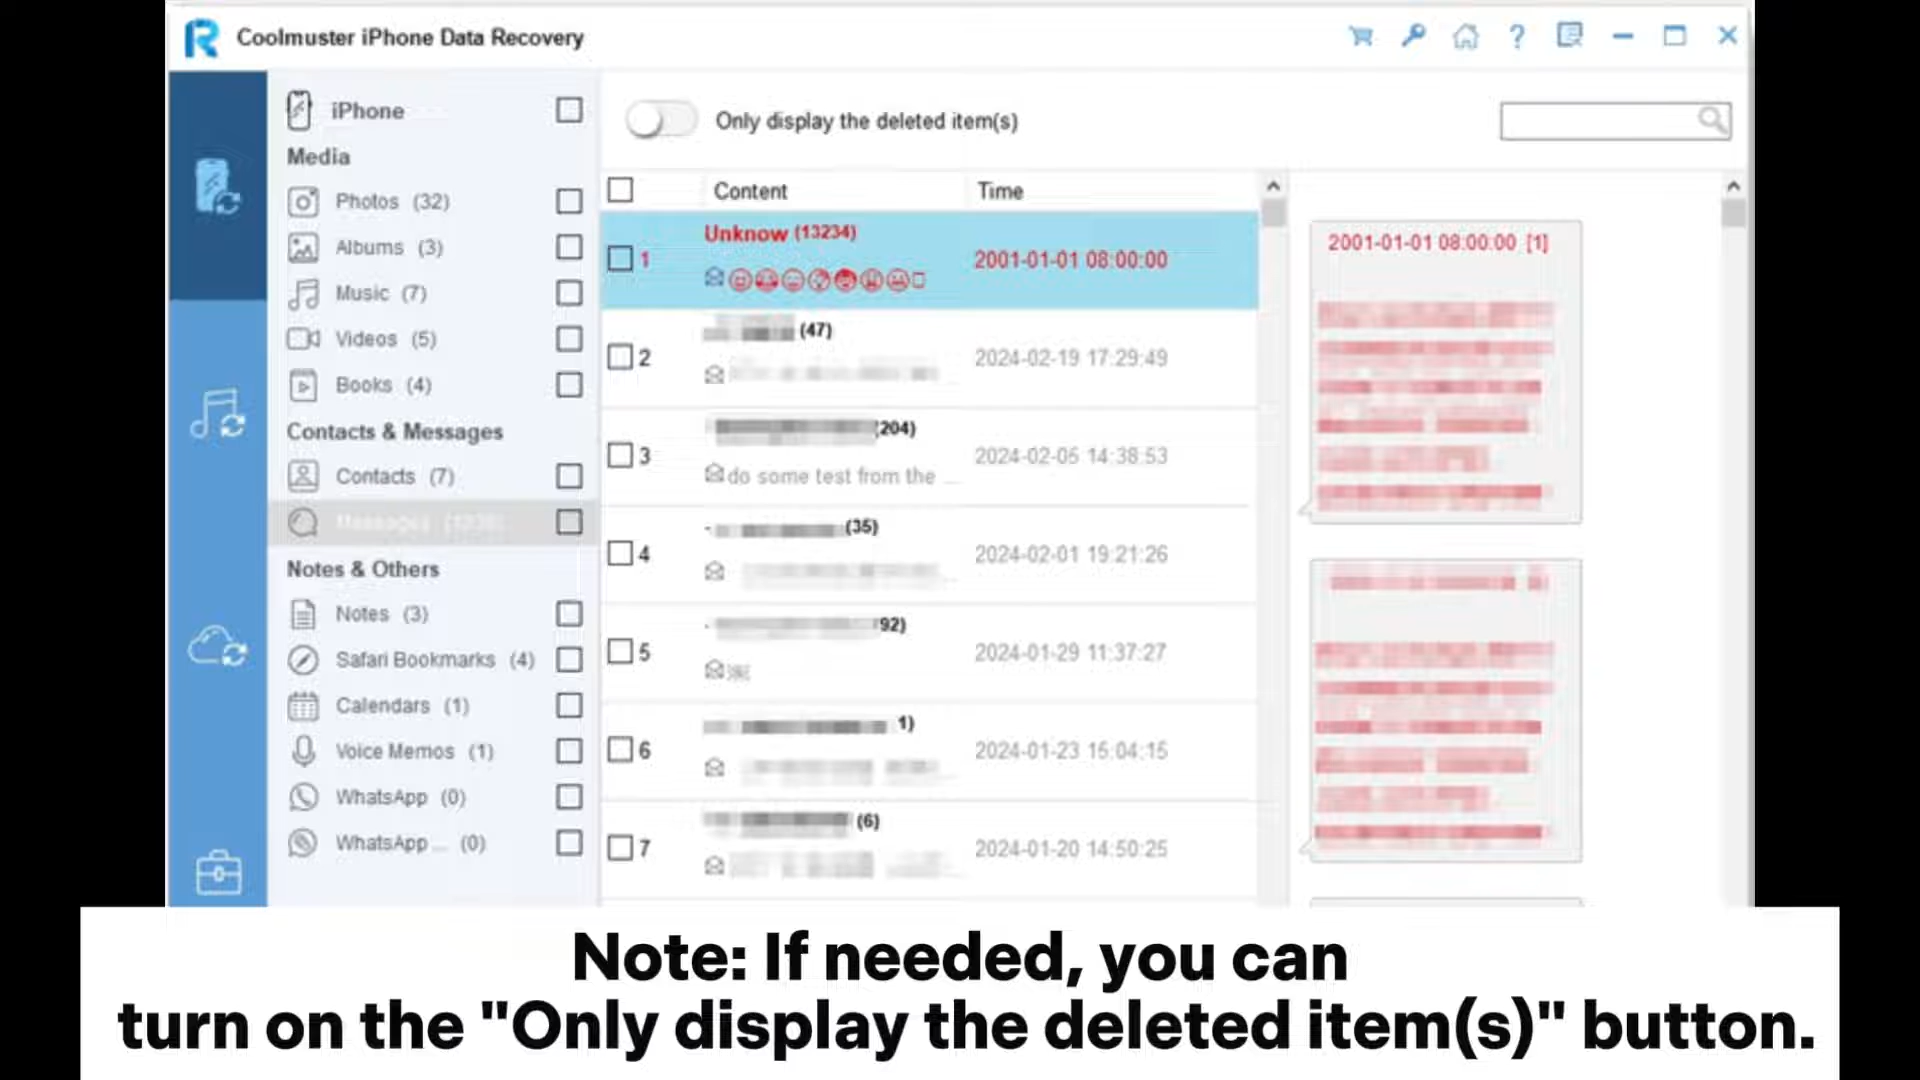 Coolmuster iPhone Data Recovery
iPhone
Media
Photos (32)
Albums (3)
Music (7)
Videos (5)
Books (4)
Contacts & Messages
Contacts (7)
Messages
Notes & Others
Notes (3)
Safari Bookmarks (4)
Calendars (1)
Voice Memos (1)
WhatsApp (0)
WhatsApp ... (0)
Only display the deleted item(s)
Content Time
1 Unknow (13234) 2001-01-01 08:00:00
2 (47) 2024-02-19 17:29:49
3 (204) 2024-02-05 14:38:53
do some test from the ...
4 (35) 2024-02-01 19:21:26
5 92) 2024-01-29 11:37:27
6 1) 2024-01-23 15:04:15
7 (6) 2024-01-20 14:50:25
2001-01-01 08:00:00 [1]
Note: If needed, you can
turn on the "Only display the deleted item(s)" button.